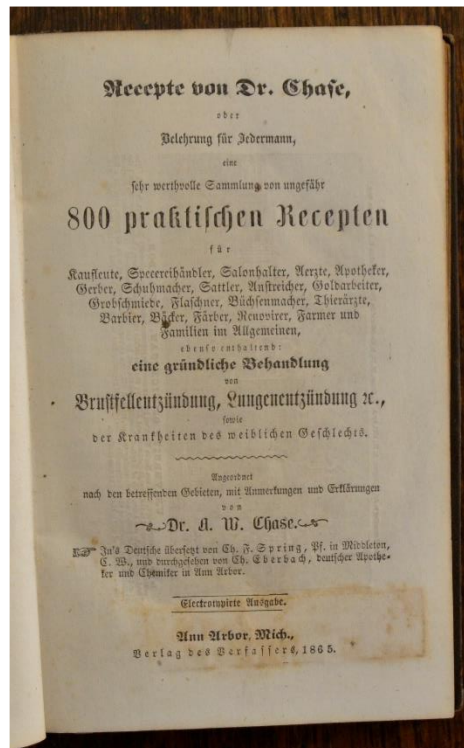 Recepte von Dr. Chase,
oder
Belehrung für Jedermann,
eine
sehr werthvolle Sammlung von ungefähr
800 praktischen Recepten
für
Kaufleute, Specereihändler, Salonhalter, Aerzte, Apotheker,
Gerber, Schuhmacher, Sattler, Anstreicher, Goldarbeiter,
Grobschmiede, Flaschner, Büchsenmacher, Thierärzte,
Barbier, Bäcker, Färber, Renovirer, Farmer und
Familien im Allgemeinen,
ebenso enthaltend:
eine gründliche Behandlung
von
Brustfellentzündung, Lungenentzündung ꝛc.,
sowie
der Krankheiten des weiblichen Geschlechts.
Angeordnet
nach den betreffenden Gebieten, mit Anmerkungen und Erklärungen
von
Dr. A. W. Chase.
☞ In's Deutsche übersetzt von Ch. F. Spring, Pf. in Middleton,
C. W., und durchgesehen von Ch. Eberbach, deutscher Apothe-
ker und Chemiker in Ann Arbor.
Electrotypirte Ausgabe.
Ann Arbor, Mich.,
Verlag des Verfassers, 1865.